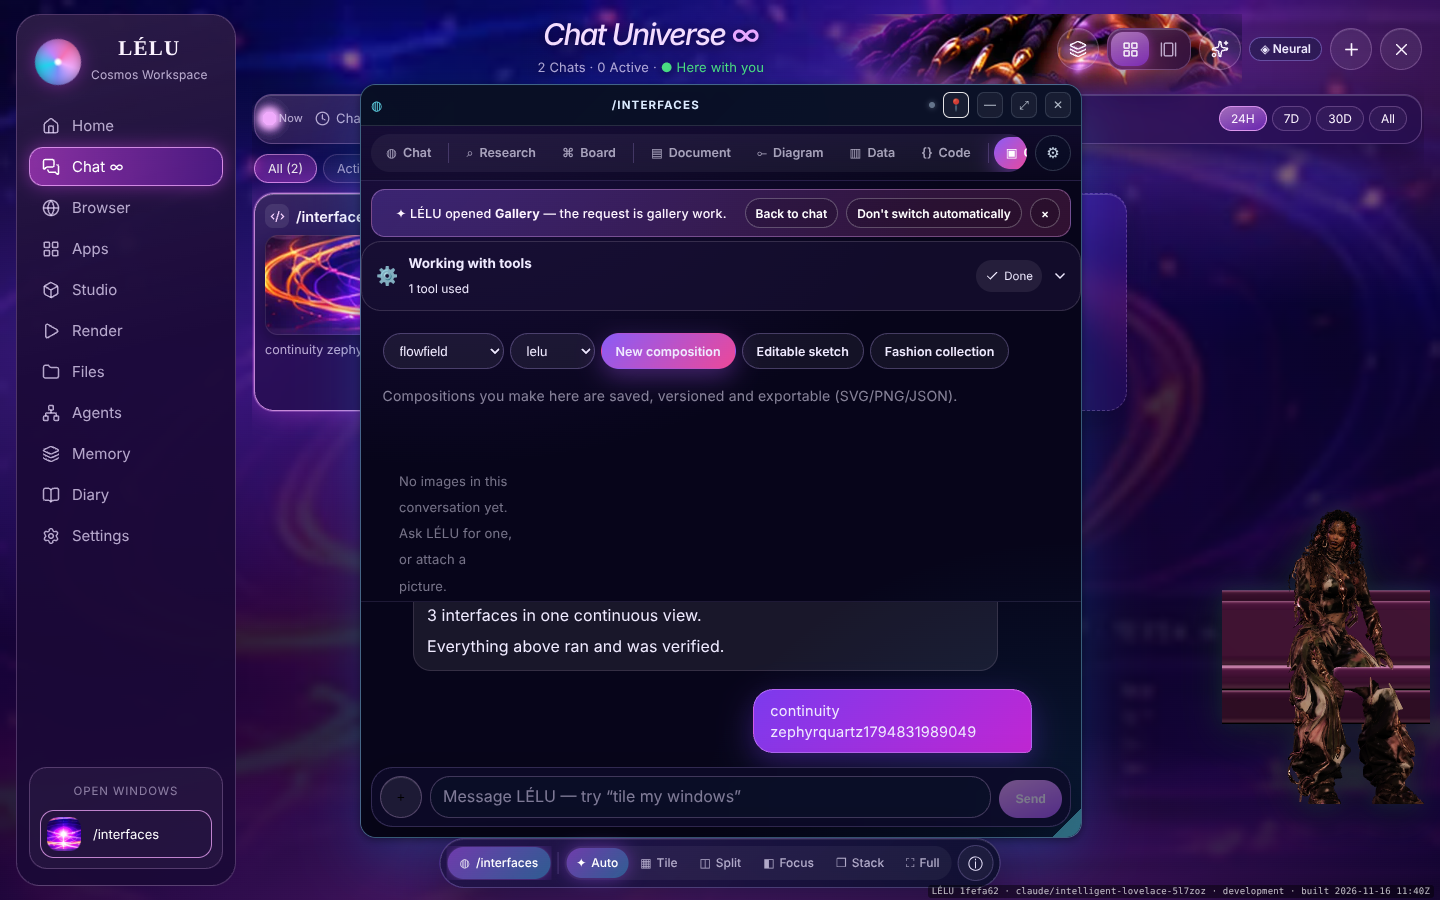 LÉLU
Cosmos Workspace
Home
Chat ∞
Browser
Apps
Studio
Render
Files
Agents
Memory
Diary
Settings
OPEN WINDOWS
/interfaces
Chat Universe ∞
2 Chats · 0 Active · ● Here with you
◈ Neural
Now
24H 7D 30D All
All (2)
/INTERFACES
Chat Research Board Document Diagram Data {} Code
✦ LÉLU opened Gallery — the request is gallery work. Back to chat Don't switch automatically ×
Working with tools
1 tool used
Done
flowfield lelu New composition Editable sketch Fashion collection
Compositions you make here are saved, versioned and exportable (SVG/PNG/JSON).
No images in this
conversation yet.
Ask LÉLU for one,
or attach a
picture.
3 interfaces in one continuous view.
Everything above ran and was verified.
continuity
zephyrquartz1794831989049
Message LÉLU — try “tile my windows”
Send
/interfaces ✦ Auto Tile Split Focus Stack Full
LÉLU 1fefa62 · claude/intelligent-lovelace-5l7zoz · development · built 2026-11-16 11:40Z